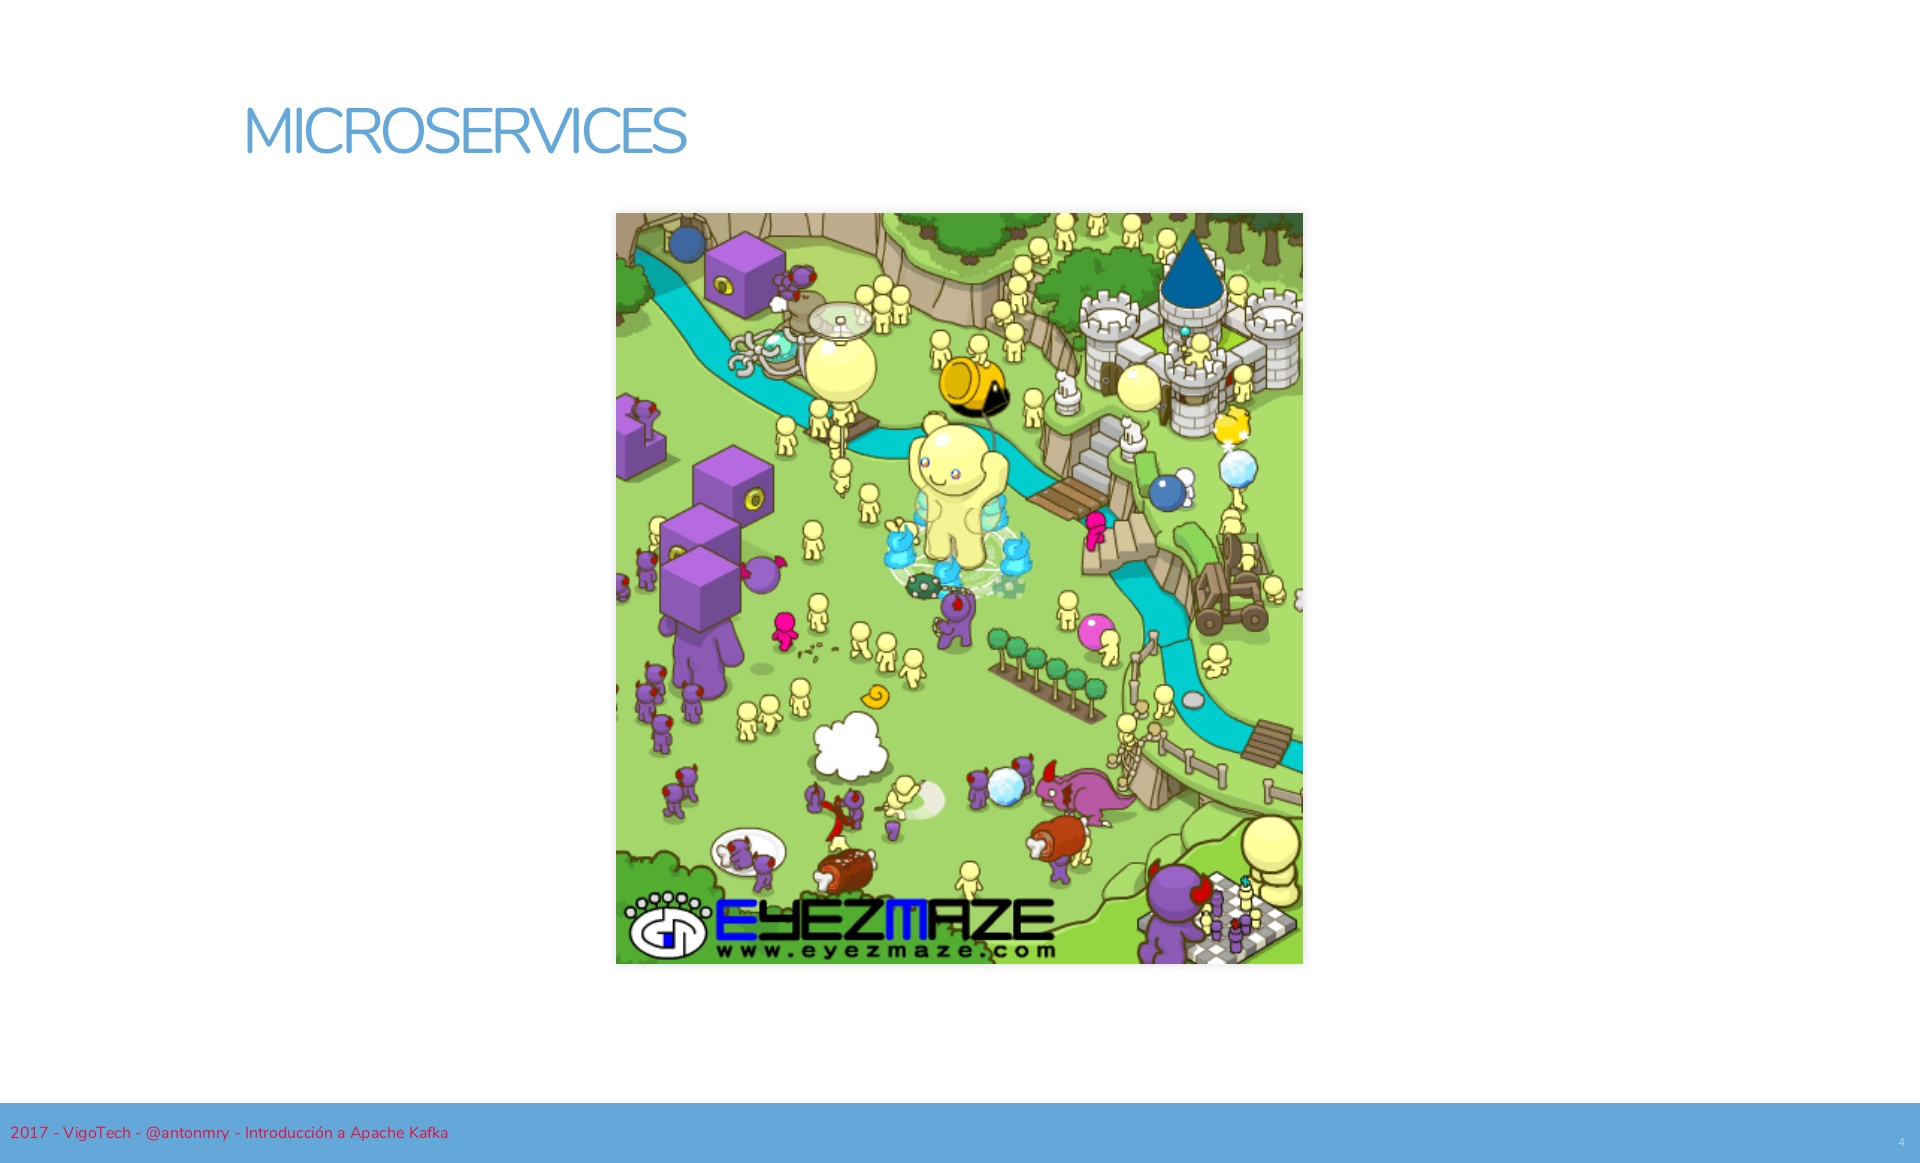 MICROSERVICES
EYEZMAZE
www.eyezmaze.com
2017 - VigoTech - @antonmry - Introducción a Apache Kafka
4